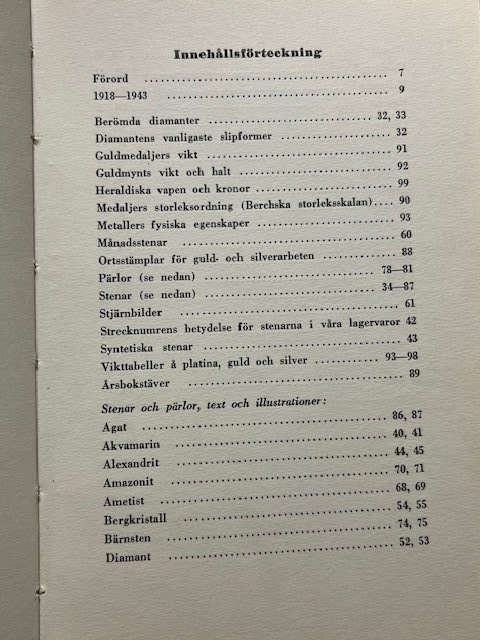 Innehållsförteckning
Förord ........ 7
1918—1943 ........ 9
Berömda diamanter ........ 32, 33
Diamantens vanligaste slipformer ........ 32
Guldmedaljers vikt ........ 91
Guldmynts vikt och halt ........ 92
Heraldiska vapen och kronor ........ 99
Medaljers storleksordning (Berchska storleksskalan) .... 90
Metallers fysiska egenskaper ........ 93
Månadsstenar ........ 60
Ortsstämplar för guld- och silverarbeten ........ 88
Pärlor (se nedan) ........ 78—81
Stenar (se nedan) ........ 34—87
Stjärnbilder ........ 61
Strecknumrens betydelse för stenarna i våra lagervaror 42
Syntetiska stenar ........ 43
Vikttabeller å platina, guld och silver ........ 93—98
Årsbokstäver ........ 89
Stenar och pärlor, text och illustrationer:
Agat ........ 86, 87
Akvamarin ........ 40, 41
Alexandrit ........ 44, 45
Amazonit ........ 70, 71
Ametist ........ 68, 69
Bergkristall ........ 54, 55
Bärnsten ........ 74, 75
Diamant ........ 52, 53